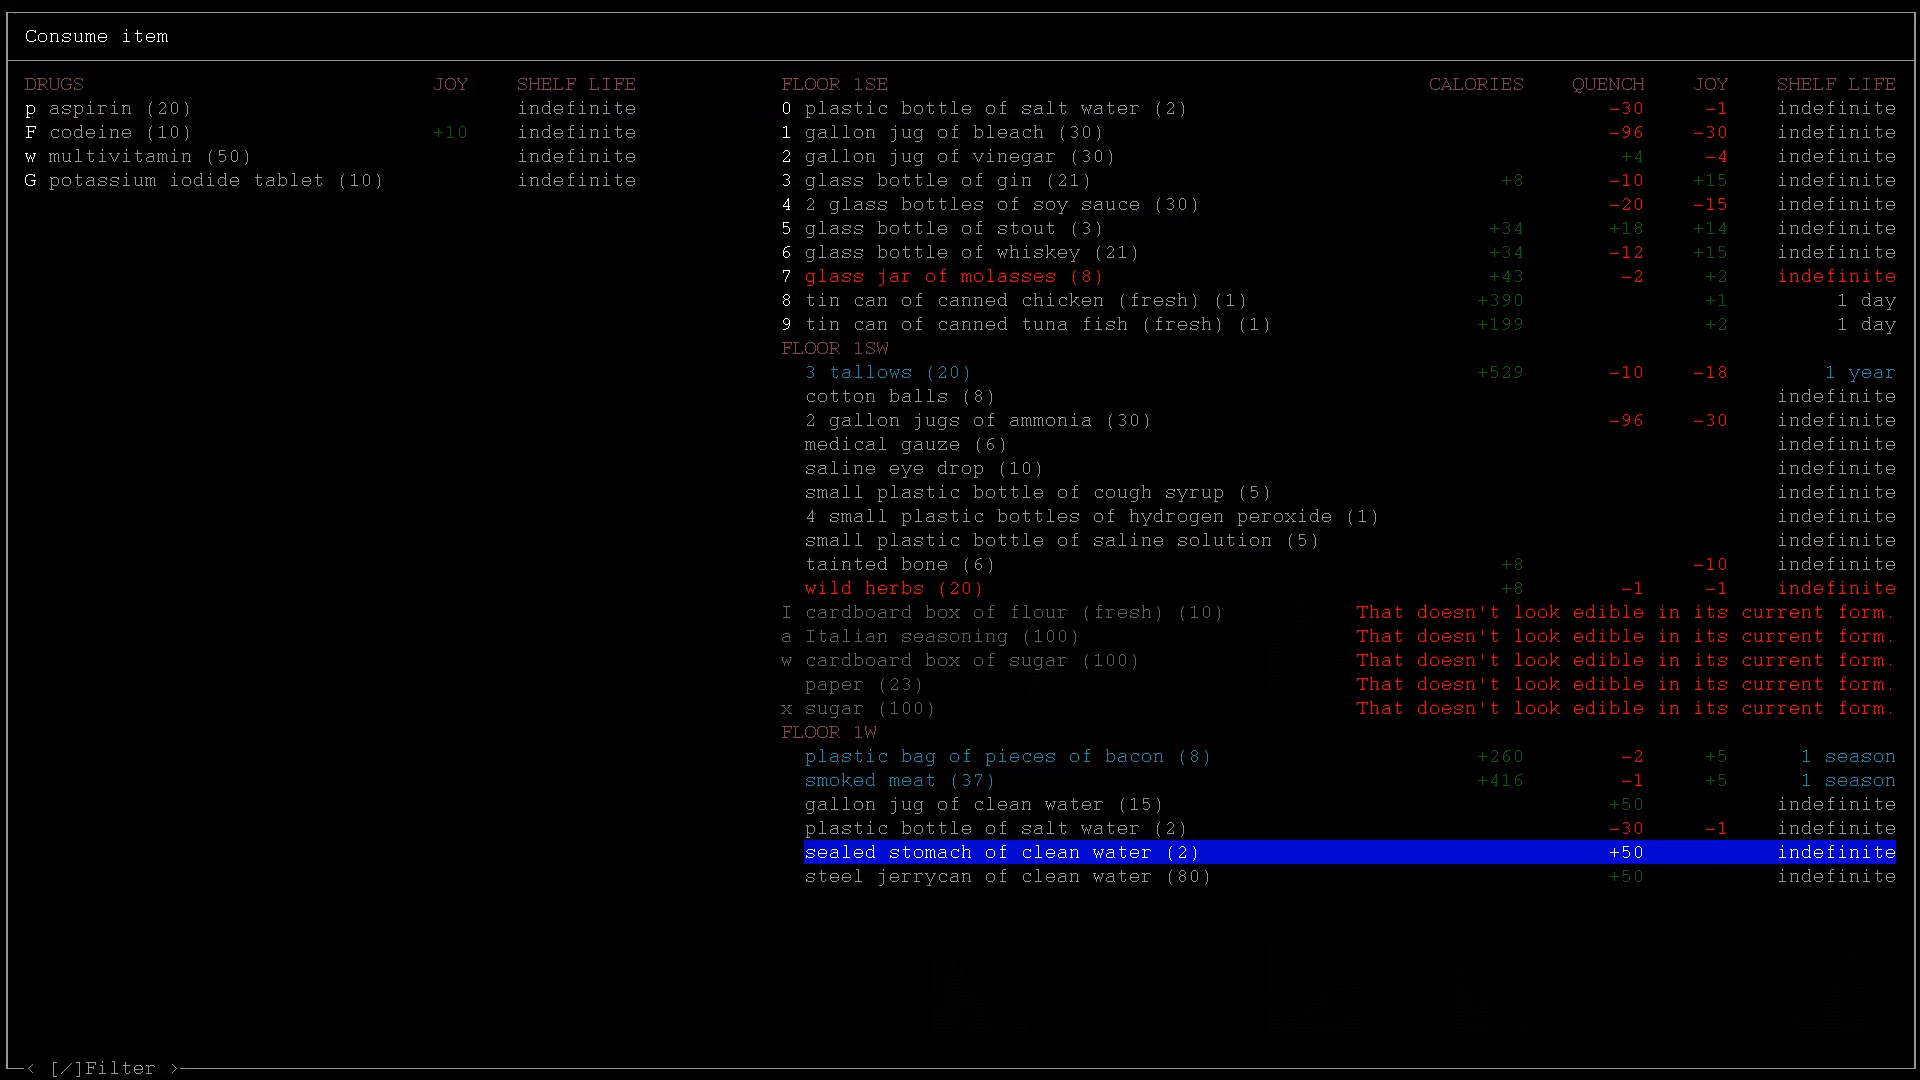 Consume item
DRUGS JOY SHELF LIFE
p aspirin (20) indefinite
F codeine (10) +10 indefinite
w multivitamin (50) indefinite
G potassium iodide tablet (10) indefinite
FLOOR 1SE CALORIES QUENCH JOY SHELF LIFE
0 plastic bottle of salt water (2) -30 -1 indefinite
1 gallon jug of bleach (30) -96 -30 indefinite
2 gallon jug of vinegar (30) +4 -4 indefinite
3 glass bottle of gin (21) +8 -10 +15 indefinite
4 2 glass bottles of soy sauce (30) -20 -15 indefinite
5 glass bottle of stout (3) +34 +18 +14 indefinite
6 glass bottle of whiskey (21) +34 -12 +15 indefinite
7 glass jar of molasses (8) +43 -2 +2 indefinite
8 tin can of canned chicken (fresh) (1) +390 +1 1 day
9 tin can of canned tuna fish (fresh) (1) +199 +2 1 day
FLOOR 1SW
3 tallows (20) +529 -10 -18 1 year
cotton balls (8) indefinite
2 gallon jugs of ammonia (30) -96 -30 indefinite
medical gauze (6) indefinite
saline eye drop (10) indefinite
small plastic bottle of cough syrup (5) indefinite
4 small plastic bottles of hydrogen peroxide (1) indefinite
small plastic bottle of saline solution (5) indefinite
tainted bone (6) +8 -10 indefinite
wild herbs (20) +8 -1 -1 indefinite
I cardboard box of flour (fresh) (10) That doesn't look edible in its current form.
a Italian seasoning (100) That doesn't look edible in its current form.
w cardboard box of sugar (100) That doesn't look edible in its current form.
paper (23) That doesn't look edible in its current form.
x sugar (100) That doesn't look edible in its current form.
FLOOR 1W
plastic bag of pieces of bacon (8) +260 -2 +5 1 season
smoked meat (37) +416 -1 +5 1 season
gallon jug of clean water (15) +50 indefinite
plastic bottle of salt water (2) -30 -1 indefinite
sealed stomach of clean water (2) +50 indefinite
steel jerrycan of clean water (80) +50 indefinite
< [/]Filter >